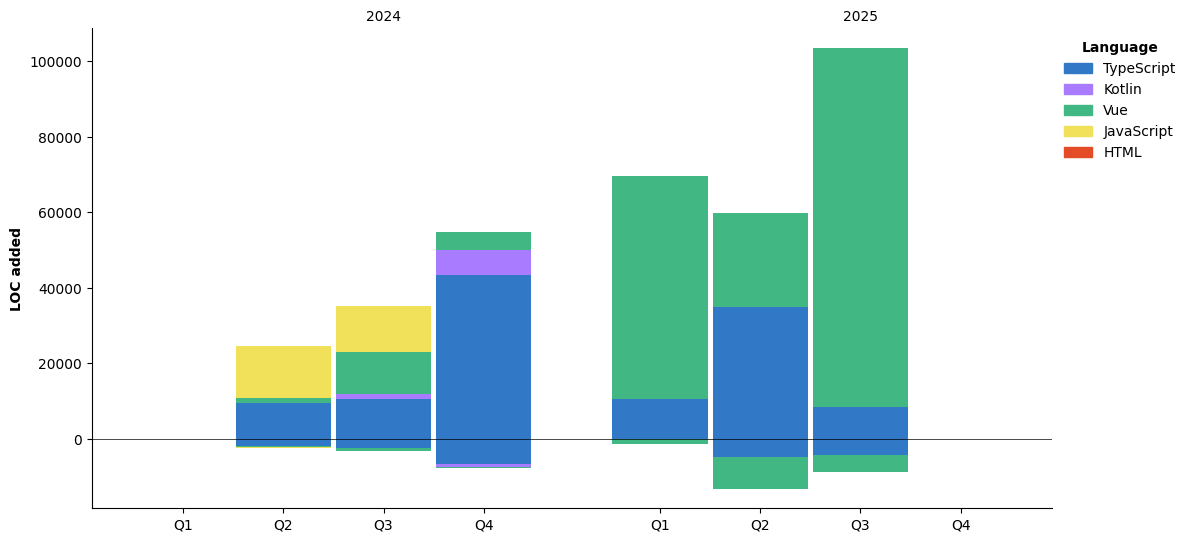 2024 2025
Language
TypeScript
Kotlin
Vue
JavaScript
HTML
LOC added
100000
80000
60000
40000
20000
0
Q1 Q2 Q3 Q4 Q1 Q2 Q3 Q4